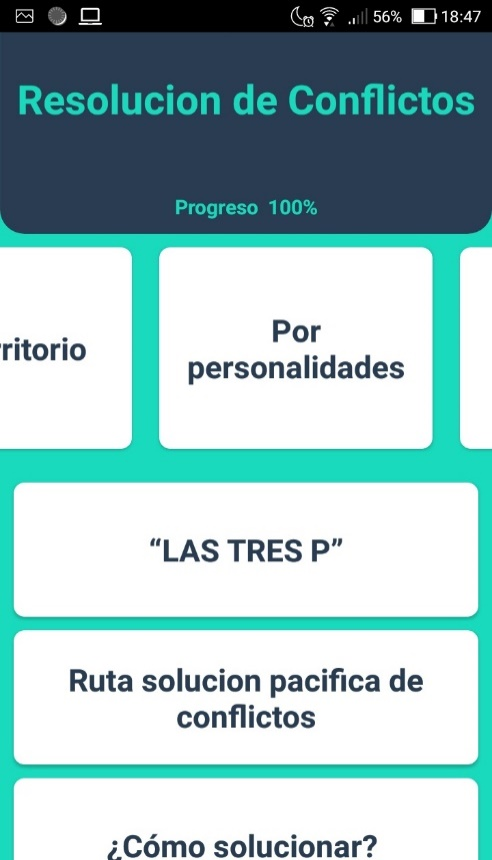 56% 18:47
Resolucion de Conflictos
Progreso 100%
rritorio
Por
personalidades
“LAS TRES P”
Ruta solucion pacifica de
conflictos
¿Cómo solucionar?